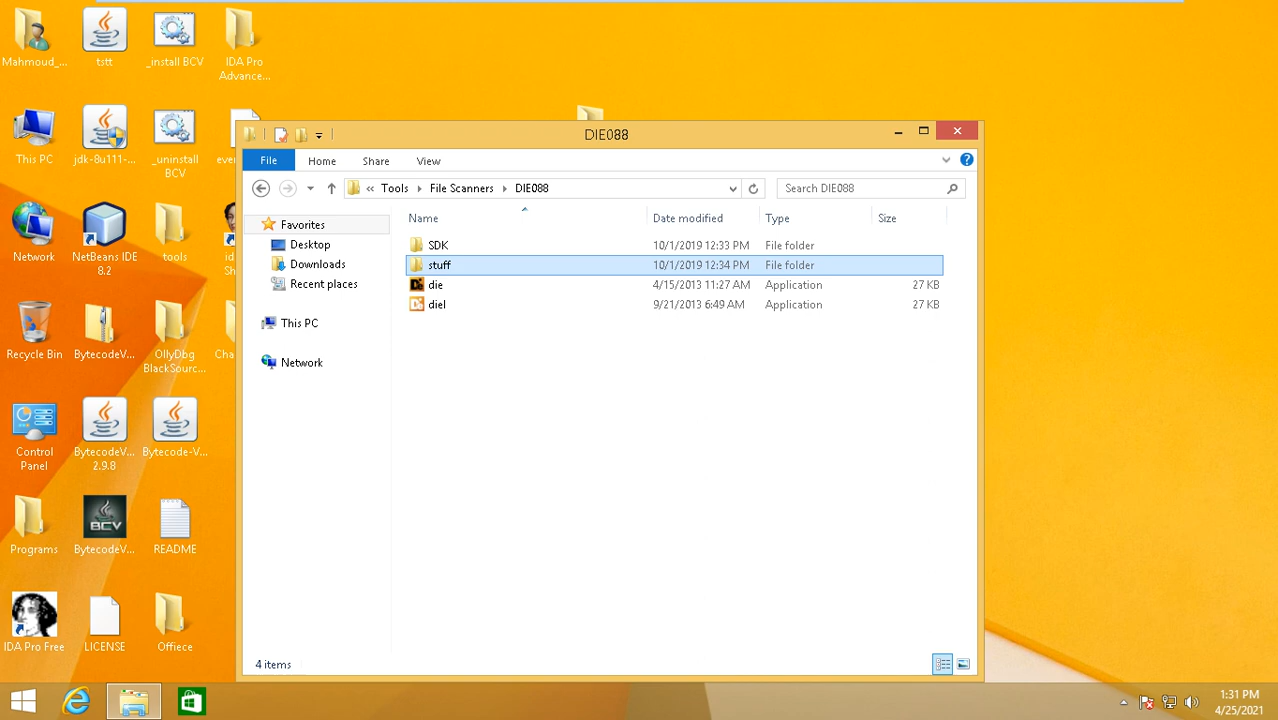 Mahmoud_...
tstt
_install BCV
IDA Pro
Advance...
This PC
jdk-8u111-...
_uninstall
BCV
Network
NetBeans IDE
8.2
tools
Recycle Bin
BytecodeV...
OllyDbg
BlackSourc...
Control
Panel
BytecodeV...
2.9.8
Bytecode-V...
Programs
BytecodeV...
README
IDA Pro Free
LICENSE
Offiece
DIE088
File
Home
Share
View
« Tools
File Scanners
DIE088
Search DIE088
Favorites
Desktop
Downloads
Recent places
This PC
Network
Name
Date modified
Type
Size
SDK 10/1/2019 12:33 PM File folder
stuff 10/1/2019 12:34 PM File folder
die 4/15/2013 11:27 AM Application 27 KB
diel 9/21/2013 6:49 AM Application 27 KB
4 items
1:31 PM
4/25/2021